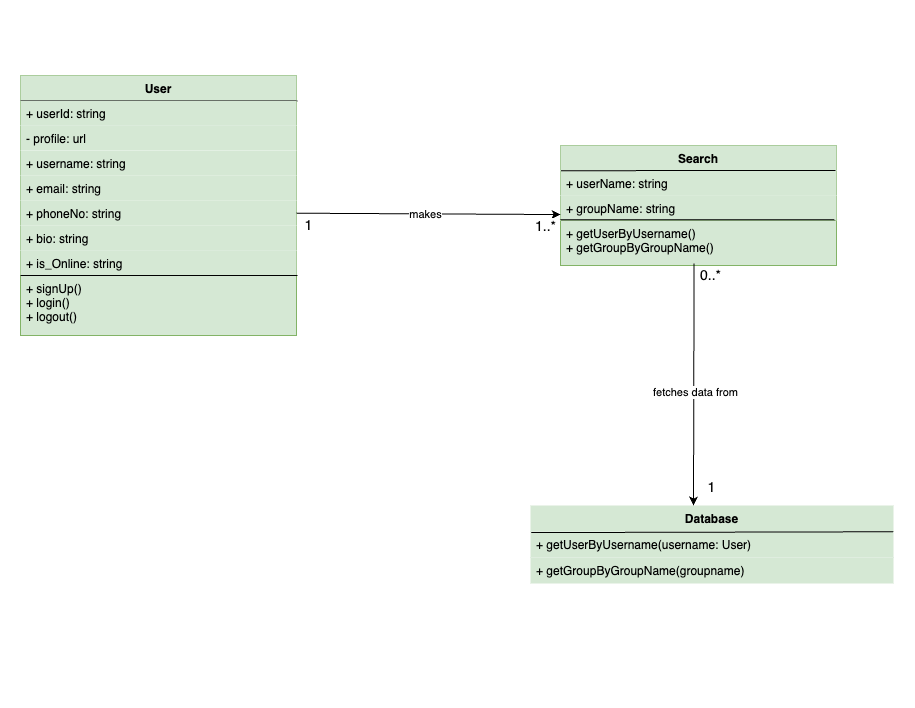 User
+ userId: string
- profile: url
+ username: string
+ email: string
+ phoneNo: string
+ bio: string
+ is_Online: string
+ signUp()
+ login()
+ logout()
1
makes
1..*
Search
+ userName: string
+ groupName: string
+ getUserByUsername()
+ getGroupByGroupName()
0..*
fetches data from
1
Database
+ getUserByUsername(username: User)
+ getGroupByGroupName(groupname)